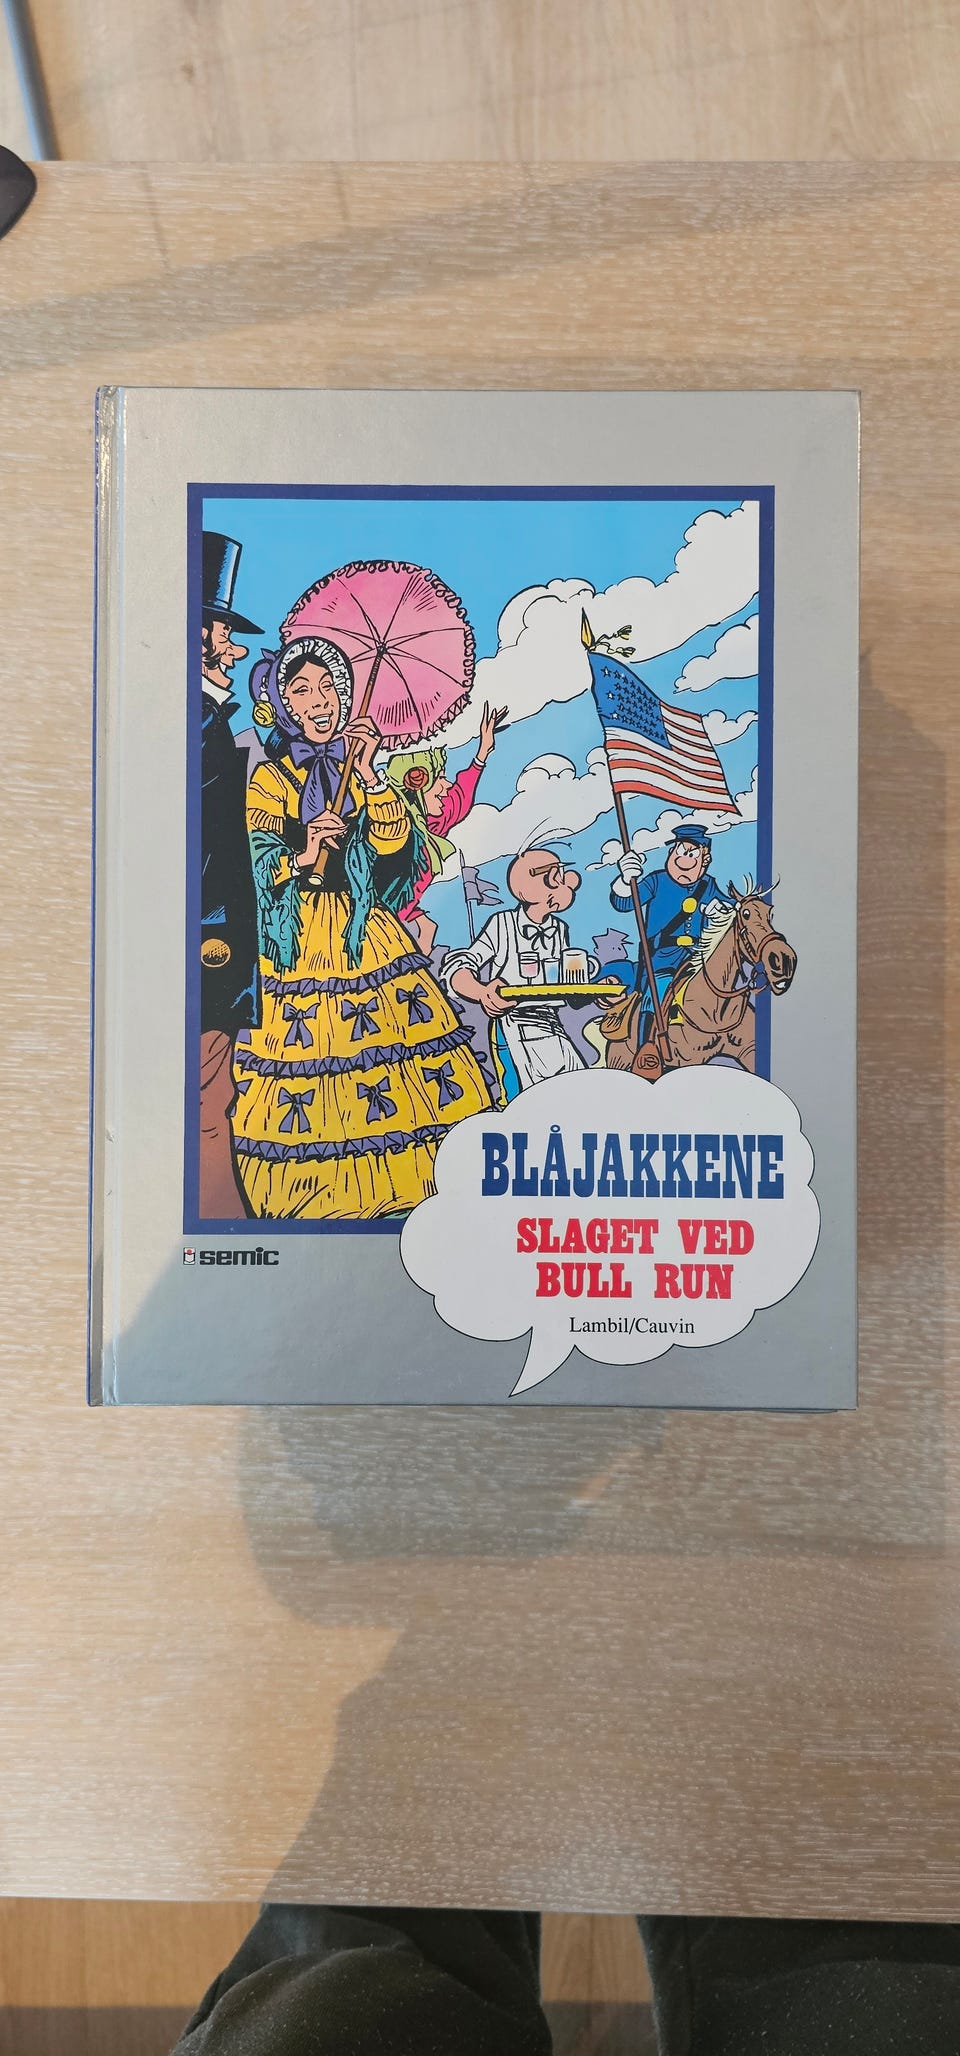 semic
BLÅJAKKENE
SLAGET VED
BULL RUN
Lambil/Cauvin